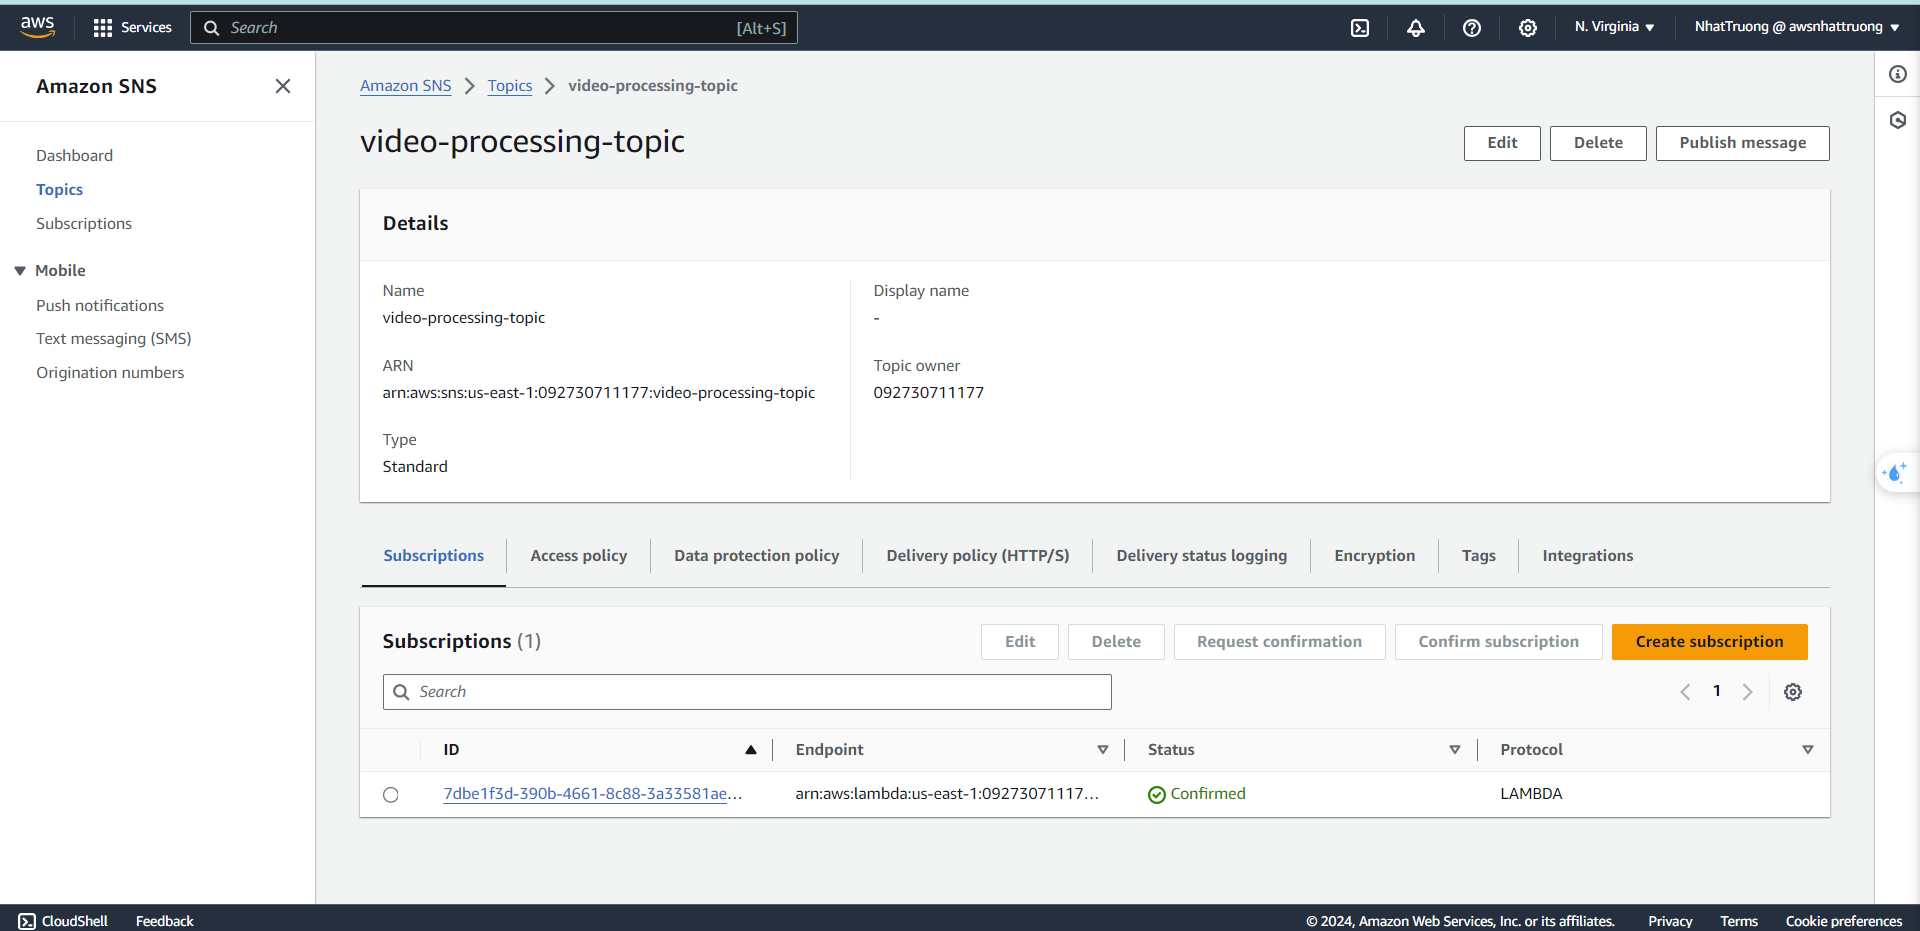 aws Services Search [Alt+S] N. Virginia NhatTruong @ awsnhattruong
Amazon SNS
Dashboard
Topics
Subscriptions
Mobile
Push notifications
Text messaging (SMS)
Origination numbers
Amazon SNS Topics video-processing-topic
video-processing-topic
Edit Delete Publish message
Details
Name
video-processing-topic
ARN
arn:aws:sns:us-east-1:092730711177:video-processing-topic
Type
Standard
Display name
-
Topic owner
092730711177
Subscriptions Access policy Data protection policy Delivery policy (HTTP/S) Delivery status logging Encryption Tags Integrations
Subscriptions (1)
Edit Delete Request confirmation Confirm subscription Create subscription
Search
1
ID Endpoint Status Protocol
7dbe1f3d-390b-4661-8c88-3a33581ae... arn:aws:lambda:us-east-1:09273071117... Confirmed LAMBDA
CloudShell Feedback © 2024, Amazon Web Services, Inc. or its affiliates. Privacy Terms Cookie preferences